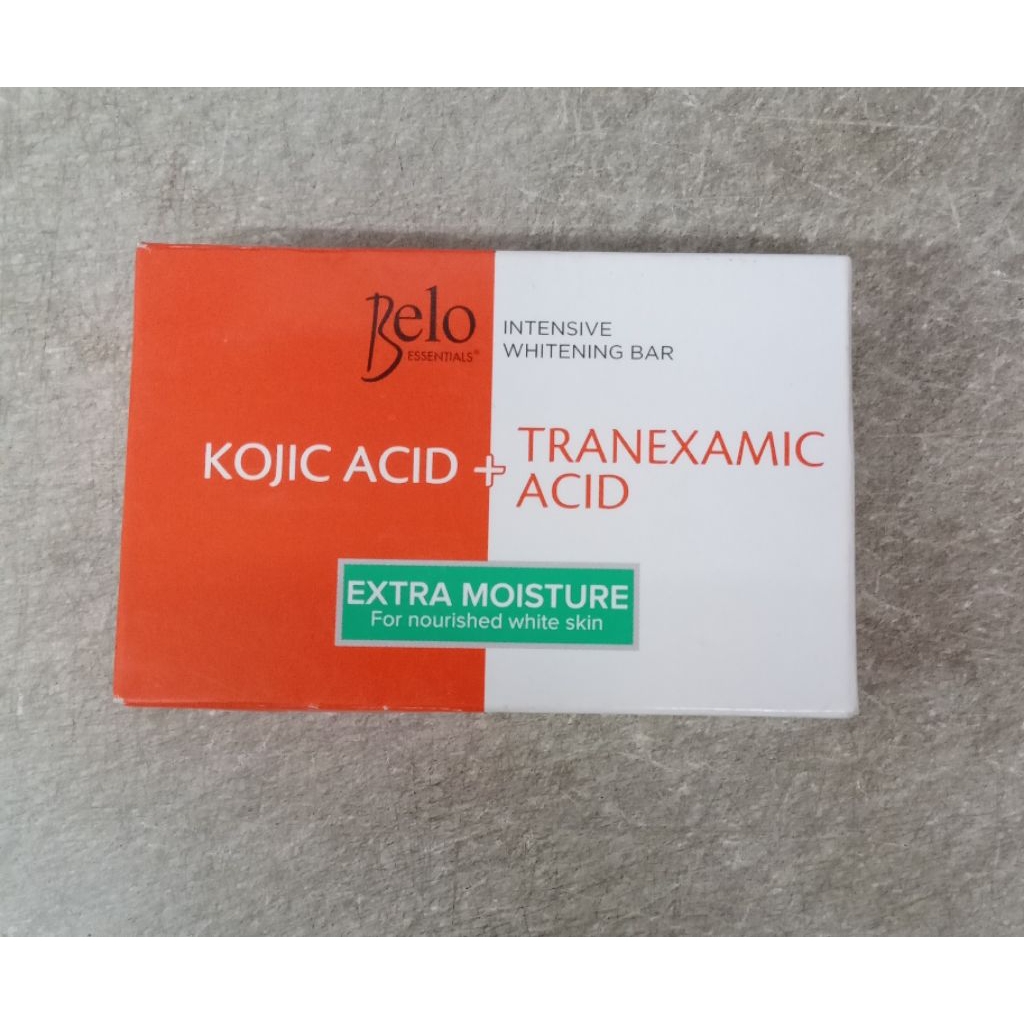 Belo
ESSENTIALS®
INTENSIVE
WHITENING BAR
KOJIC ACID +
TRANEXAMIC
ACID
EXTRA MOISTURE
For nourished white skin